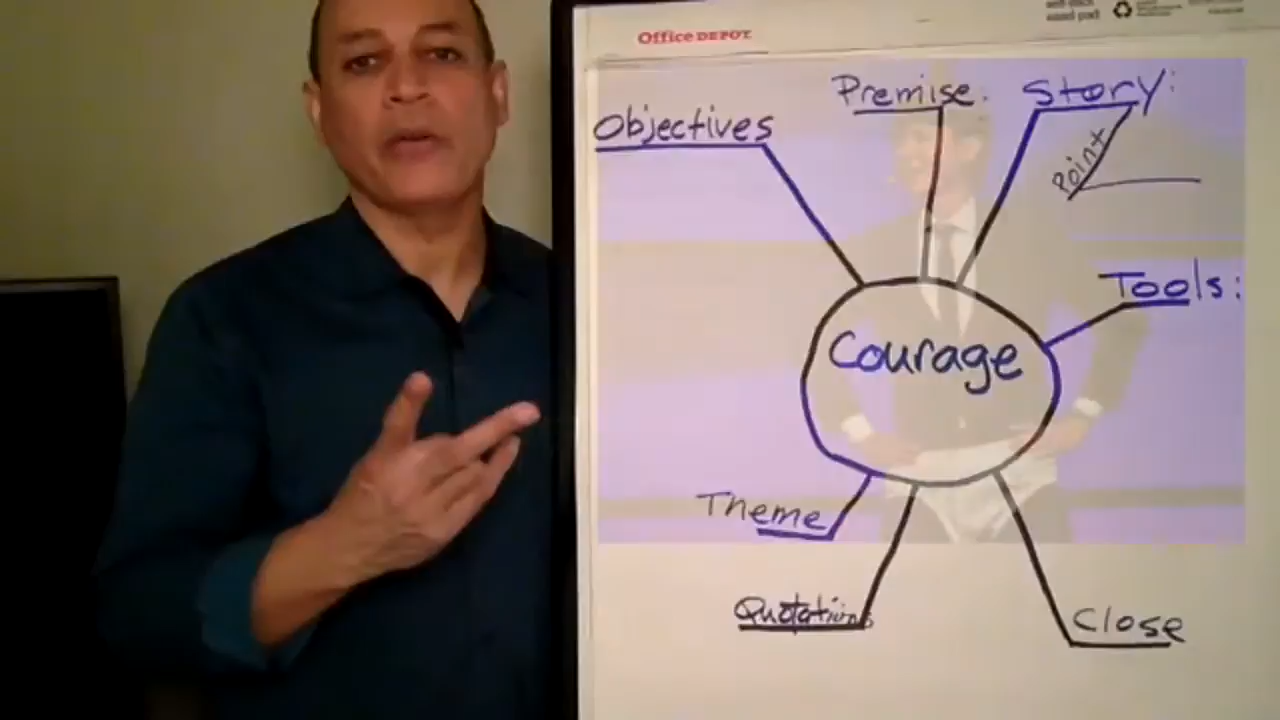 Office DEPOT
Premise:
Story:
Objectives
Point
Tools:
Courage
Theme
Quotations
Close